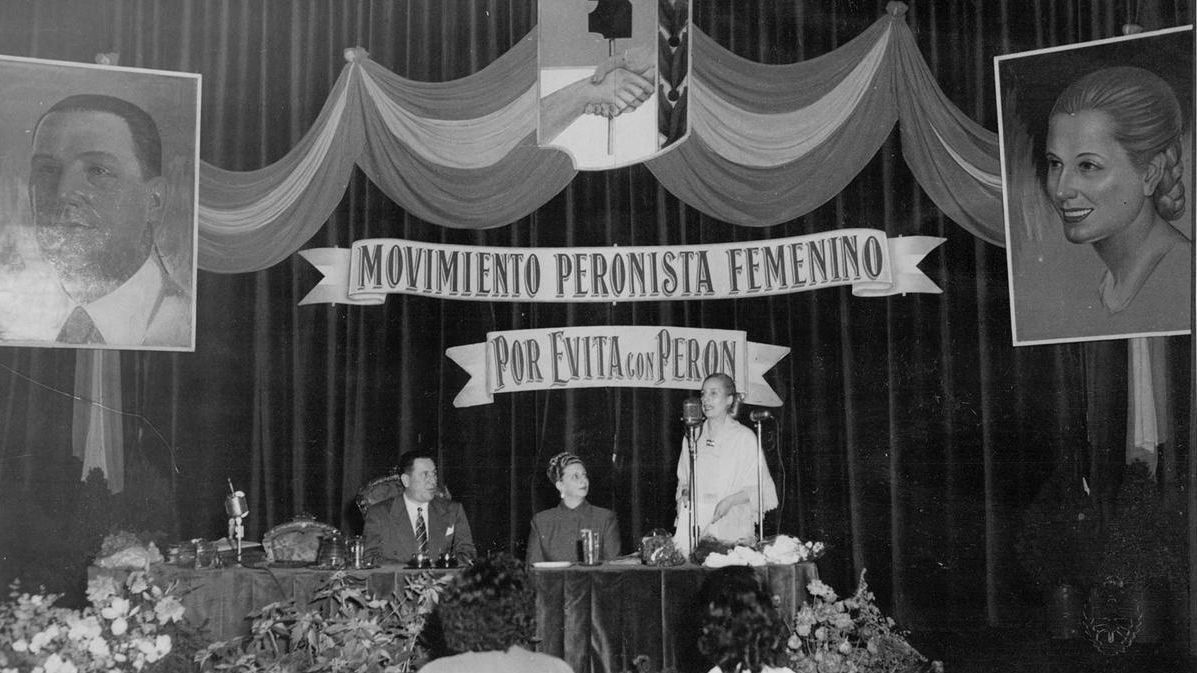 MOVIMIENTO PERONISTA FEMENINO
POR EVITA CON PERON